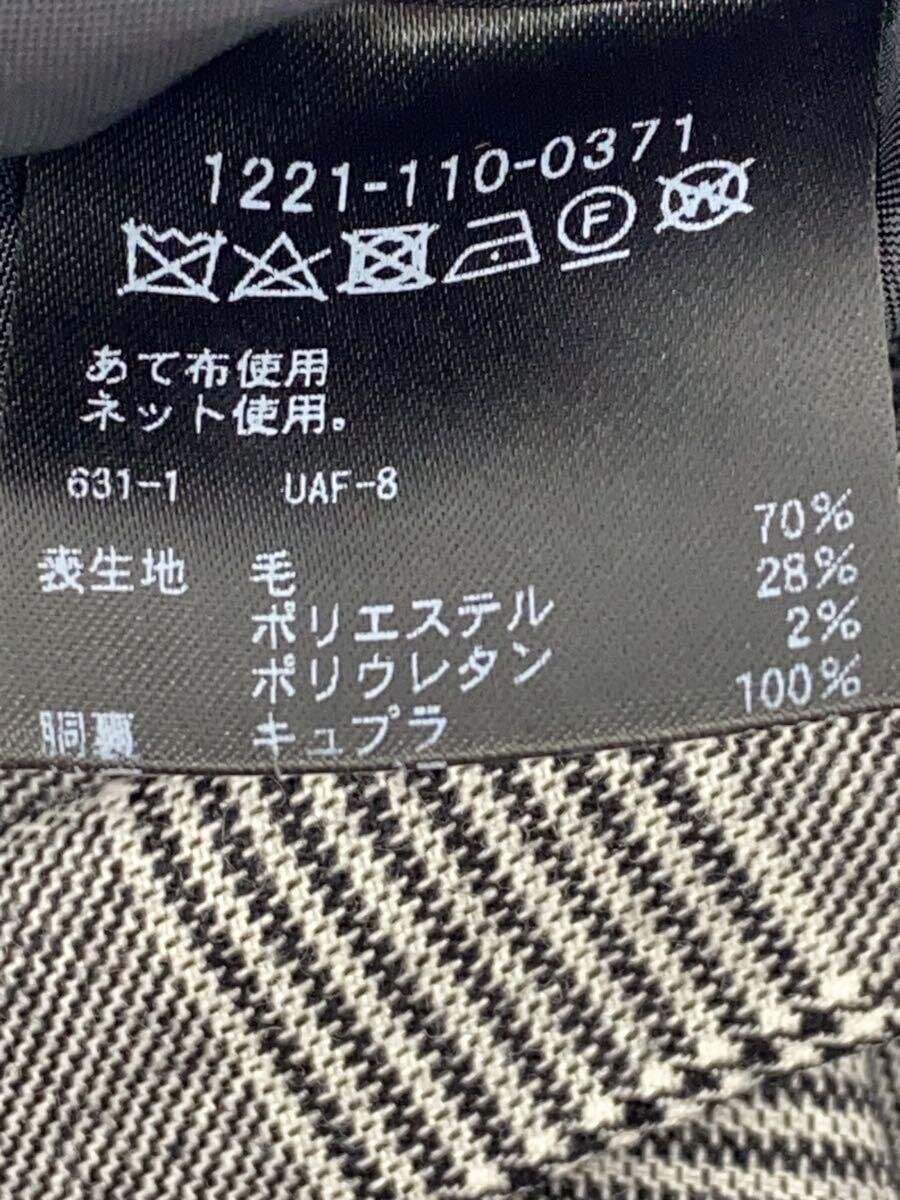 1221-110-0371
F W
あて布使用
ネット使用。
631-1 UAF-8
表生地 毛 70%
ポリエステル 28%
ポリウレタン 2%
胴裏 キュプラ 100%